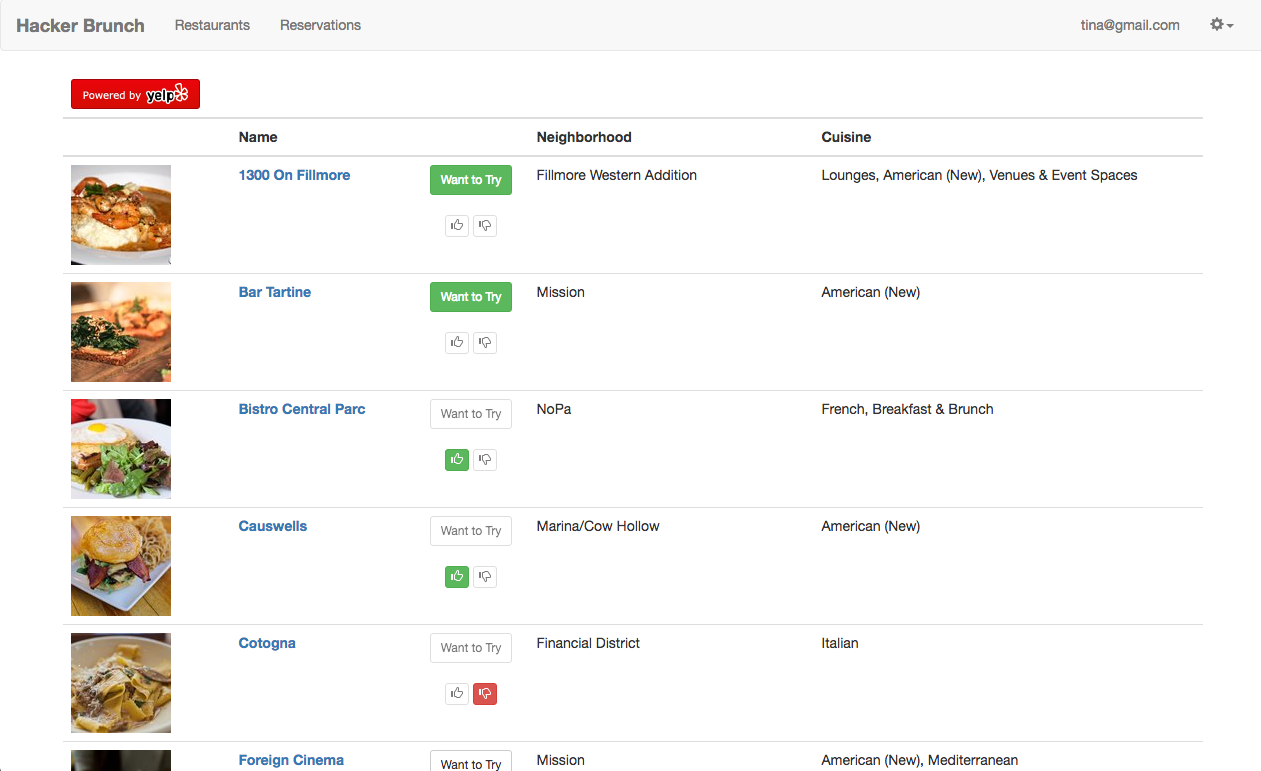 Hacker Brunch Restaurants Reservations tina@gmail.com
Powered by yelp
Name Neighborhood Cuisine
1300 On Fillmore Want to Try Fillmore Western Addition Lounges, American (New), Venues & Event Spaces
Bar Tartine Want to Try Mission American (New)
Bistro Central Parc Want to Try NoPa French, Breakfast & Brunch
Causwells Want to Try Marina/Cow Hollow American (New)
Cotogna Want to Try Financial District Italian
Foreign Cinema Want to Try Mission American (New), Mediterranean